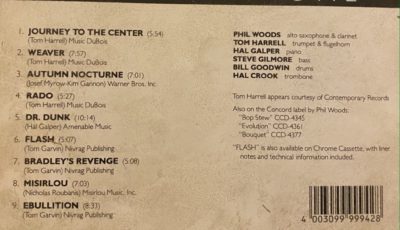 1. JOURNEY TO THE CENTER (5:54)
(Tom Harrell) Music DuBois
2. WEAVER (7:57)
(Tom Harrell) Music DuBois
3. AUTUMN NOCTURNE (7:01)
(Josef Myrow-Kim Gannon) Warner Bros. Inc.
4. RADO (5:27)
(Tom Harrell) Music DuBois
5. DR. DUNK (10:14)
(Hal Galper) Amenable Music
6. FLASH (5:07)
(Tom Garvin) Nivrag Publishing
7. BRADLEY'S REVENGE (5:08)
(Tom Garvin) Nivrag Publishing
8. MISIRLOU (7:03)
(Nicholas Roubanis) Misirlou Music, Inc.
9. EBULLITION (8:33)
(Tom Garvin) Nivrag Publishing
PHIL WOODS alto saxophone & clarinet
TOM HARRELL trumpet & flugelhorn
HAL GALPER piano
STEVE GILMORE bass
BILL GOODWIN drums
HAL CROOK trombone
Tom Harrell appears courtesy of Contemporary Records
Also on the Concord label by Phil Woods:
"Bop Stew" CCD-4345
"Evolution" CCD-4361
"Bouquet" CCD-4377
"FLASH" is also available on Chrome Cassette, with liner
notes and technical information included.
4 003099 999428